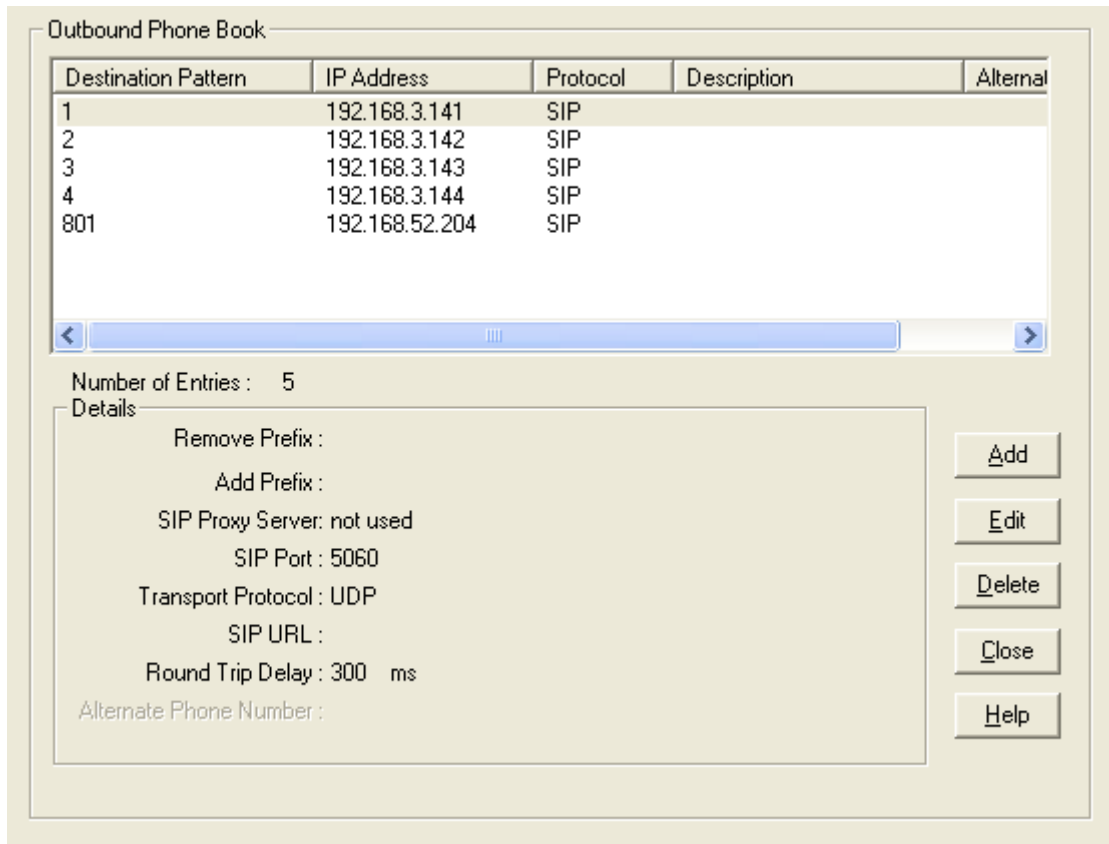 Outbound Phone Book
Destination Pattern IP Address Protocol Description Alternat
1 192.168.3.141 SIP
2 192.168.3.142 SIP
3 192.168.3.143 SIP
4 192.168.3.144 SIP
801 192.168.52.204 SIP
Number of Entries : 5
Details
Remove Prefix :
Add Prefix :
SIP Proxy Server: not used
SIP Port : 5060
Transport Protocol : UDP
SIP URL :
Round Trip Delay : 300 ms
Alternate Phone Number :
Add
Edit
Delete
Close
Help